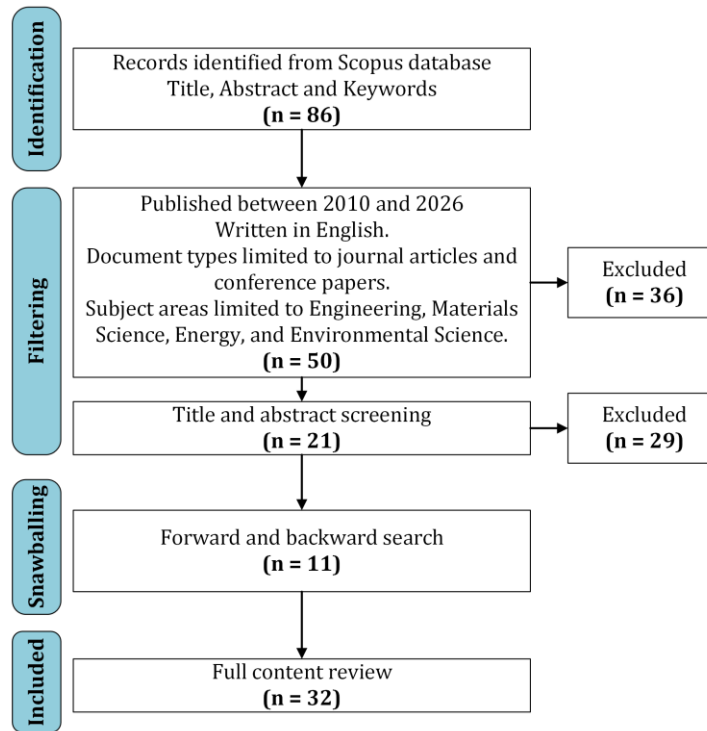 Identification
Records identified from Scopus database
Title, Abstract and Keywords
(n = 86)
Filtering
Published between 2010 and 2026
Written in English.
Document types limited to journal articles and
conference papers.
Subject areas limited to Engineering, Materials
Science, Energy, and Environmental Science.
(n = 50)
Excluded
(n = 36)
Title and abstract screening
(n = 21)
Excluded
(n = 29)
Snawballing
Forward and backward search
(n = 11)
Included
Full content review
(n = 32)